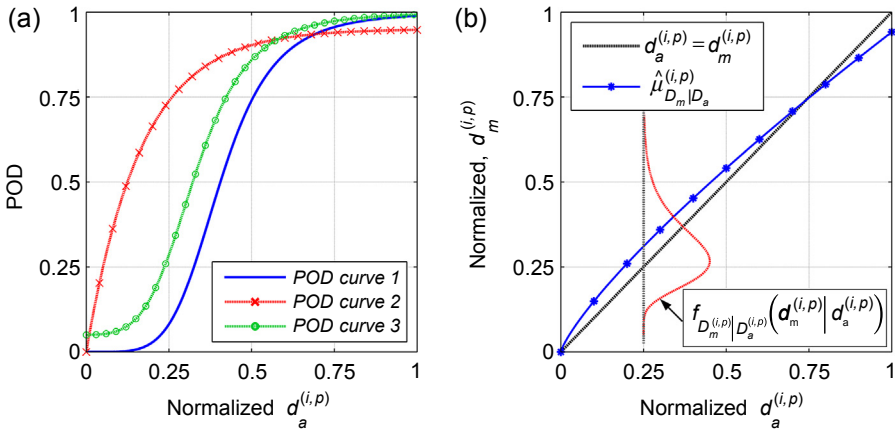 (a)
1
0.75
0.5
0.25
0
POD
0 0.25 0.5 0.75 1
Normalized d_a^{(i,p)}
POD curve 1
POD curve 2
POD curve 3
(b)
1
0.75
0.5
0.25
0
Normalized, d_m^{(i,p)}
d_a^{(i,p)} = d_m^{(i,p)}
μ̂_{D_m|D_a}^{(i,p)}
f_{D_m^{(i,p)}|D_a^{(i,p)}}(d_m^{(i,p)}|d_a^{(i,p)})
0 0.25 0.5 0.75 1
Normalized d_a^{(i,p)}